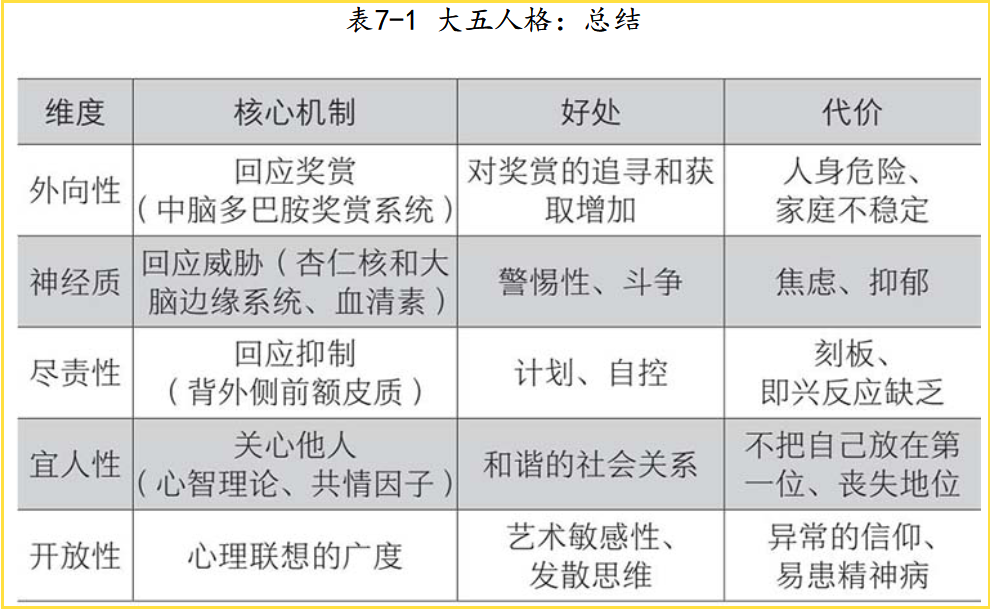 表7-1 大五人格：总结
维度 核心机制 好处 代价
外向性 回应奖赏 对奖赏的追寻和获 人身危险、
（中脑多巴胺奖赏系统） 取增加 家庭不稳定
神经质 回应威胁（杏仁核和大 警惕性、斗争 焦虑、抑郁
脑边缘系统、血清素）
尽责性 回应抑制 计划、自控 刻板、
（背外侧前额皮质） 即兴反应缺乏
宜人性 关心他人 和谐的社会关系 不把自己放在第
（心智理论、共情因子） 一位、丧失地位
开放性 心理联想的广度 艺术敏感性、 异常的信仰、
发散思维 易患精神病